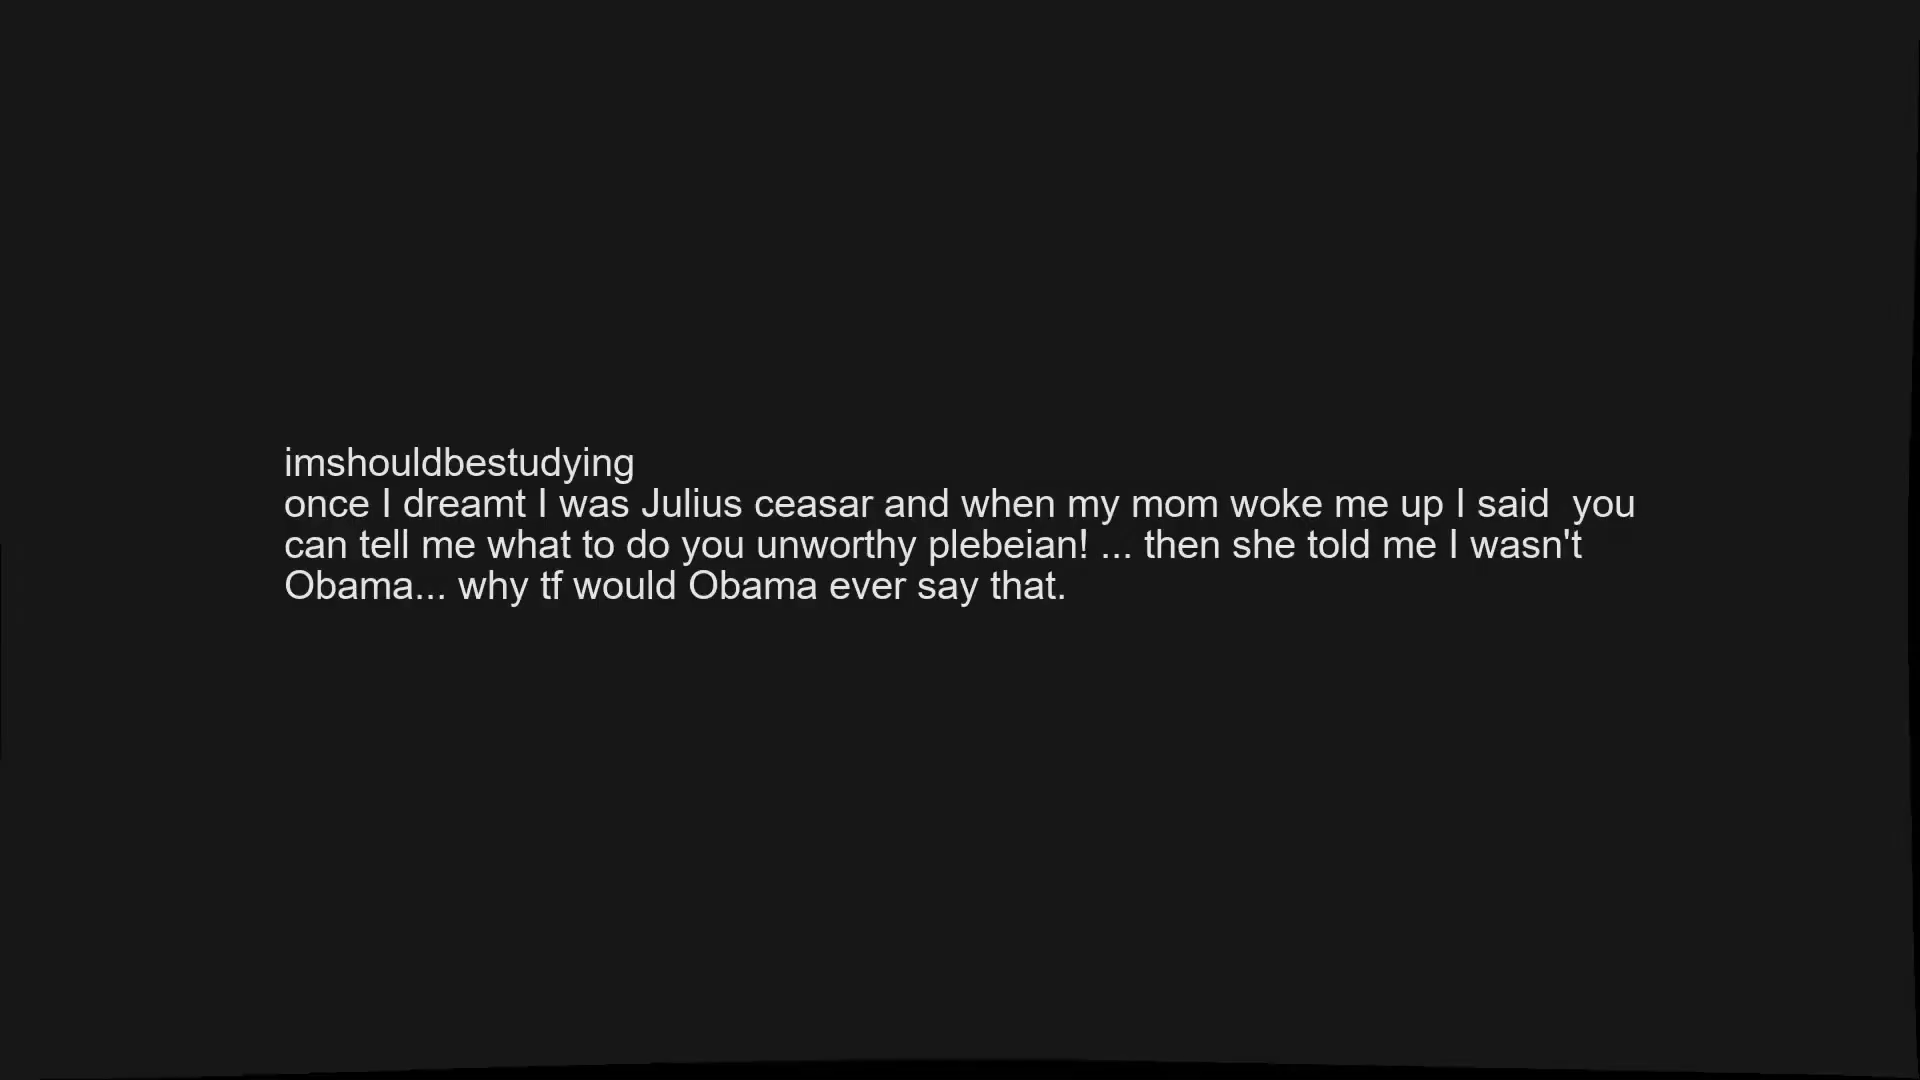 imshouldbestudying
once I dreamt I was Julius ceasar and when my mom woke me up I said  you
can tell me what to do you unworthy plebeian! ... then she told me I wasn't
Obama... why tf would Obama ever say that.